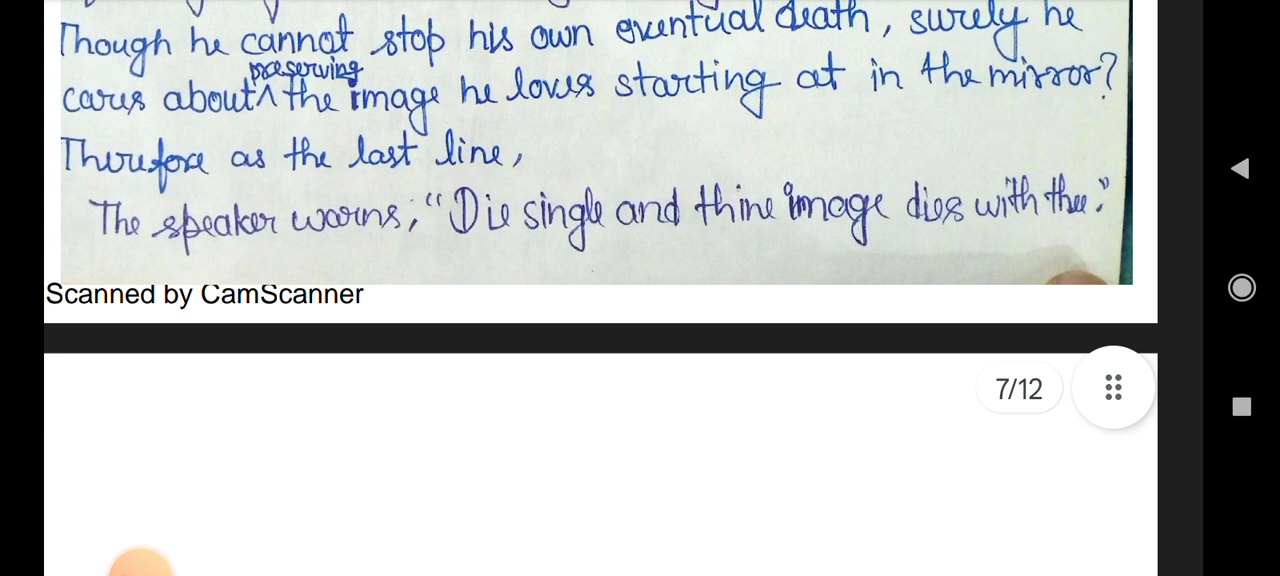 Though he cannot stop his own eventual death, surely he
preserving
cares about ^ the image he loves starting at in the mirror?
Therefore as the last line,
The speaker warns, "Die single and thine image dies with thee."
Scanned by CamScanner
7/12